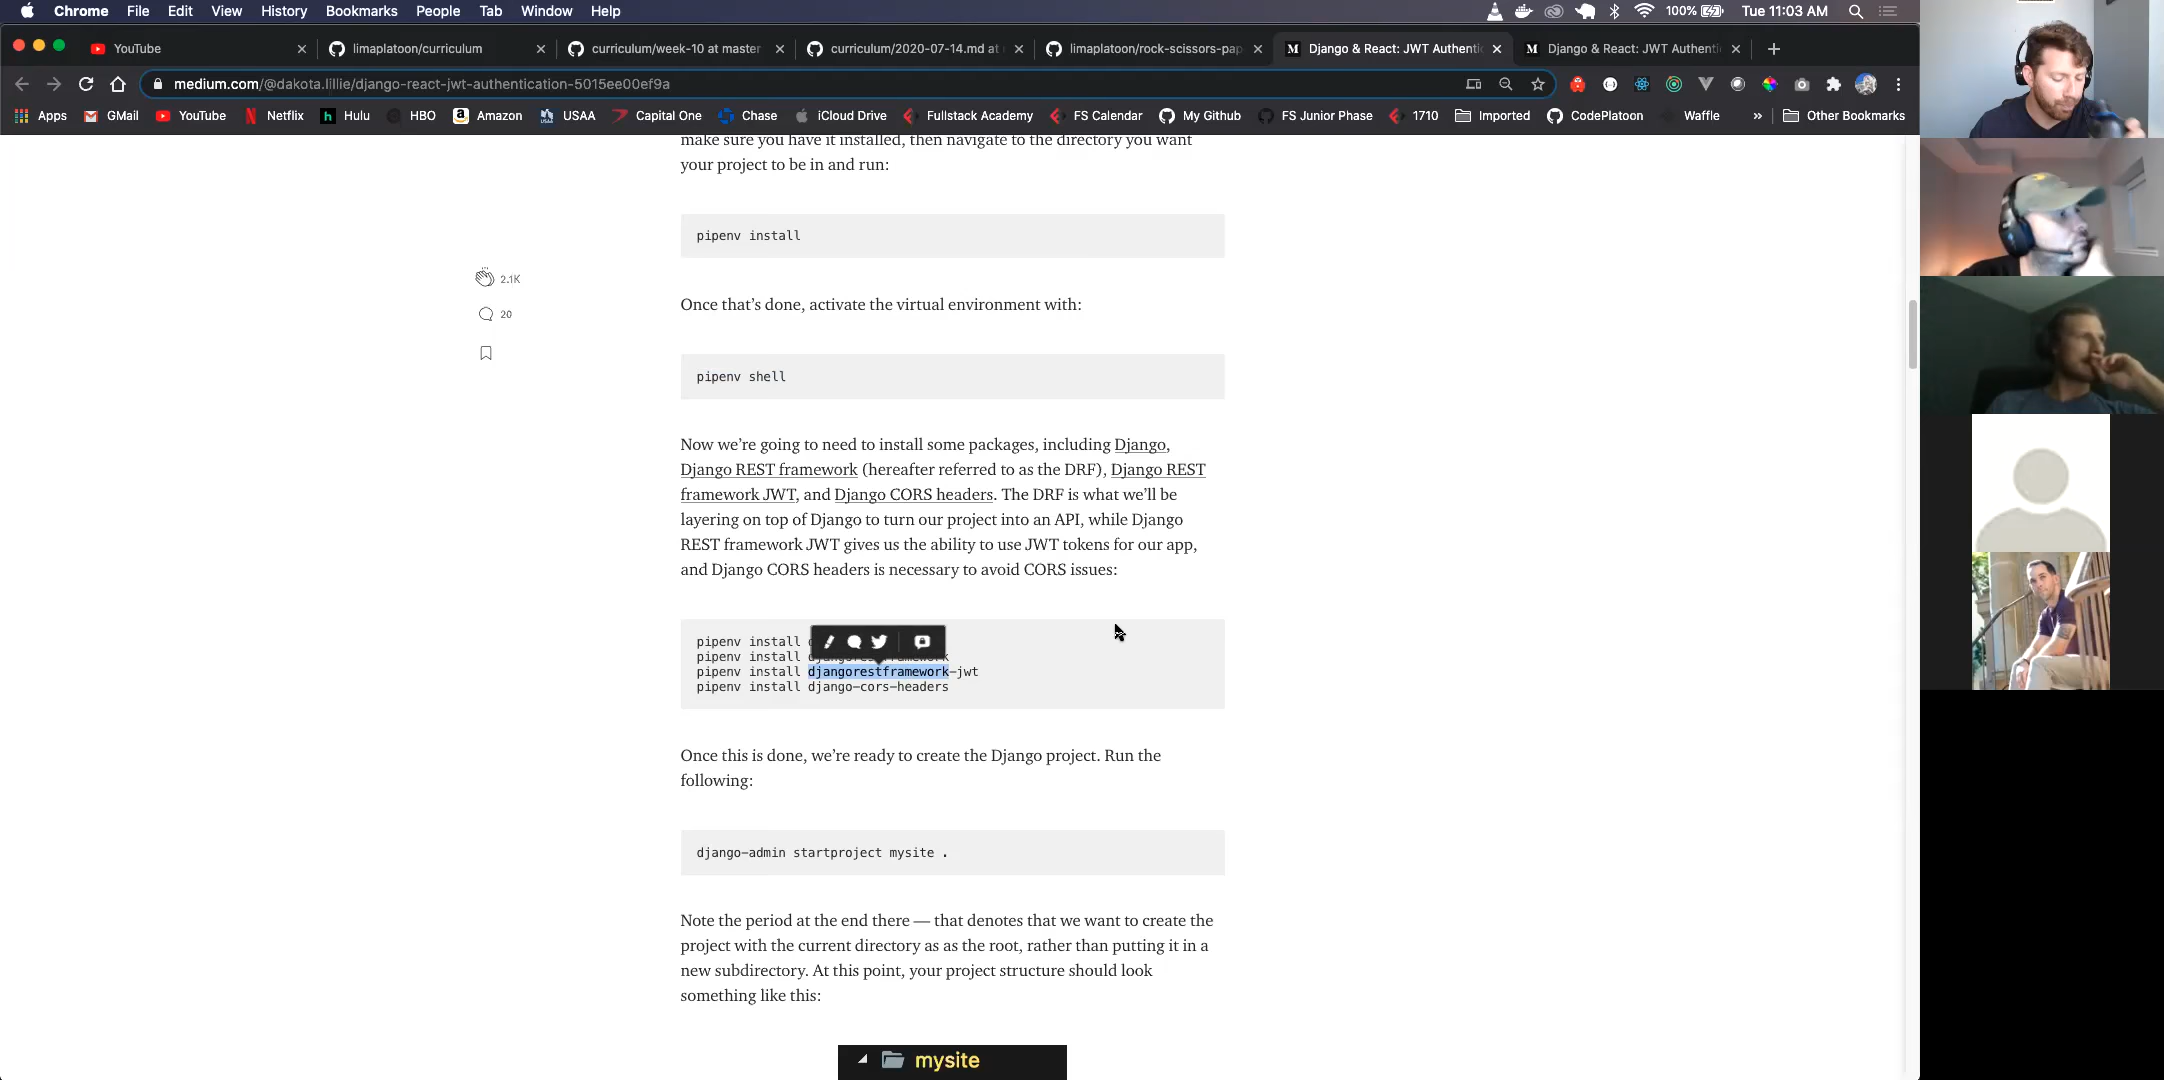 Chrome File Edit View History Bookmarks People Tab Window Help 100% Tue 11:03 AM
YouTube limaplatoon/curriculum curriculum/week-10 at master curriculum/2020-07-14.md at limaplatoon/rock-scissors-pap Django & React: JWT Authenti Django & React: JWT Authenti
medium.com/@dakota.lillie/django-react-jwt-authentication-5015ee00ef9a
Apps GMail YouTube Netflix Hulu HBO Amazon USAA Capital One Chase iCloud Drive Fullstack Academy FS Calendar My Github FS Junior Phase 1710 Imported CodePlatoon Waffle » Other Bookmarks
make sure you have it installed, then navigate to the directory you want
your project to be in and run:
pipenv install
2.1K
Once that's done, activate the virtual environment with:
20
pipenv shell
Now we're going to need to install some packages, including Django,
Django REST framework (hereafter referred to as the DRF), Django REST
framework JWT, and Django CORS headers. The DRF is what we'll be
layering on top of Django to turn our project into an API, while Django
REST framework JWT gives us the ability to use JWT tokens for our app,
and Django CORS headers is necessary to avoid CORS issues:
pipenv install
pipenv install djangorestframework
pipenv install djangorestframework-jwt
pipenv install django-cors-headers
Once this is done, we're ready to create the Django project. Run the
following:
django-admin startproject mysite .
Note the period at the end there — that denotes that we want to create the
project with the current directory as as the root, rather than putting it in a
new subdirectory. At this point, your project structure should look
something like this:
mysite